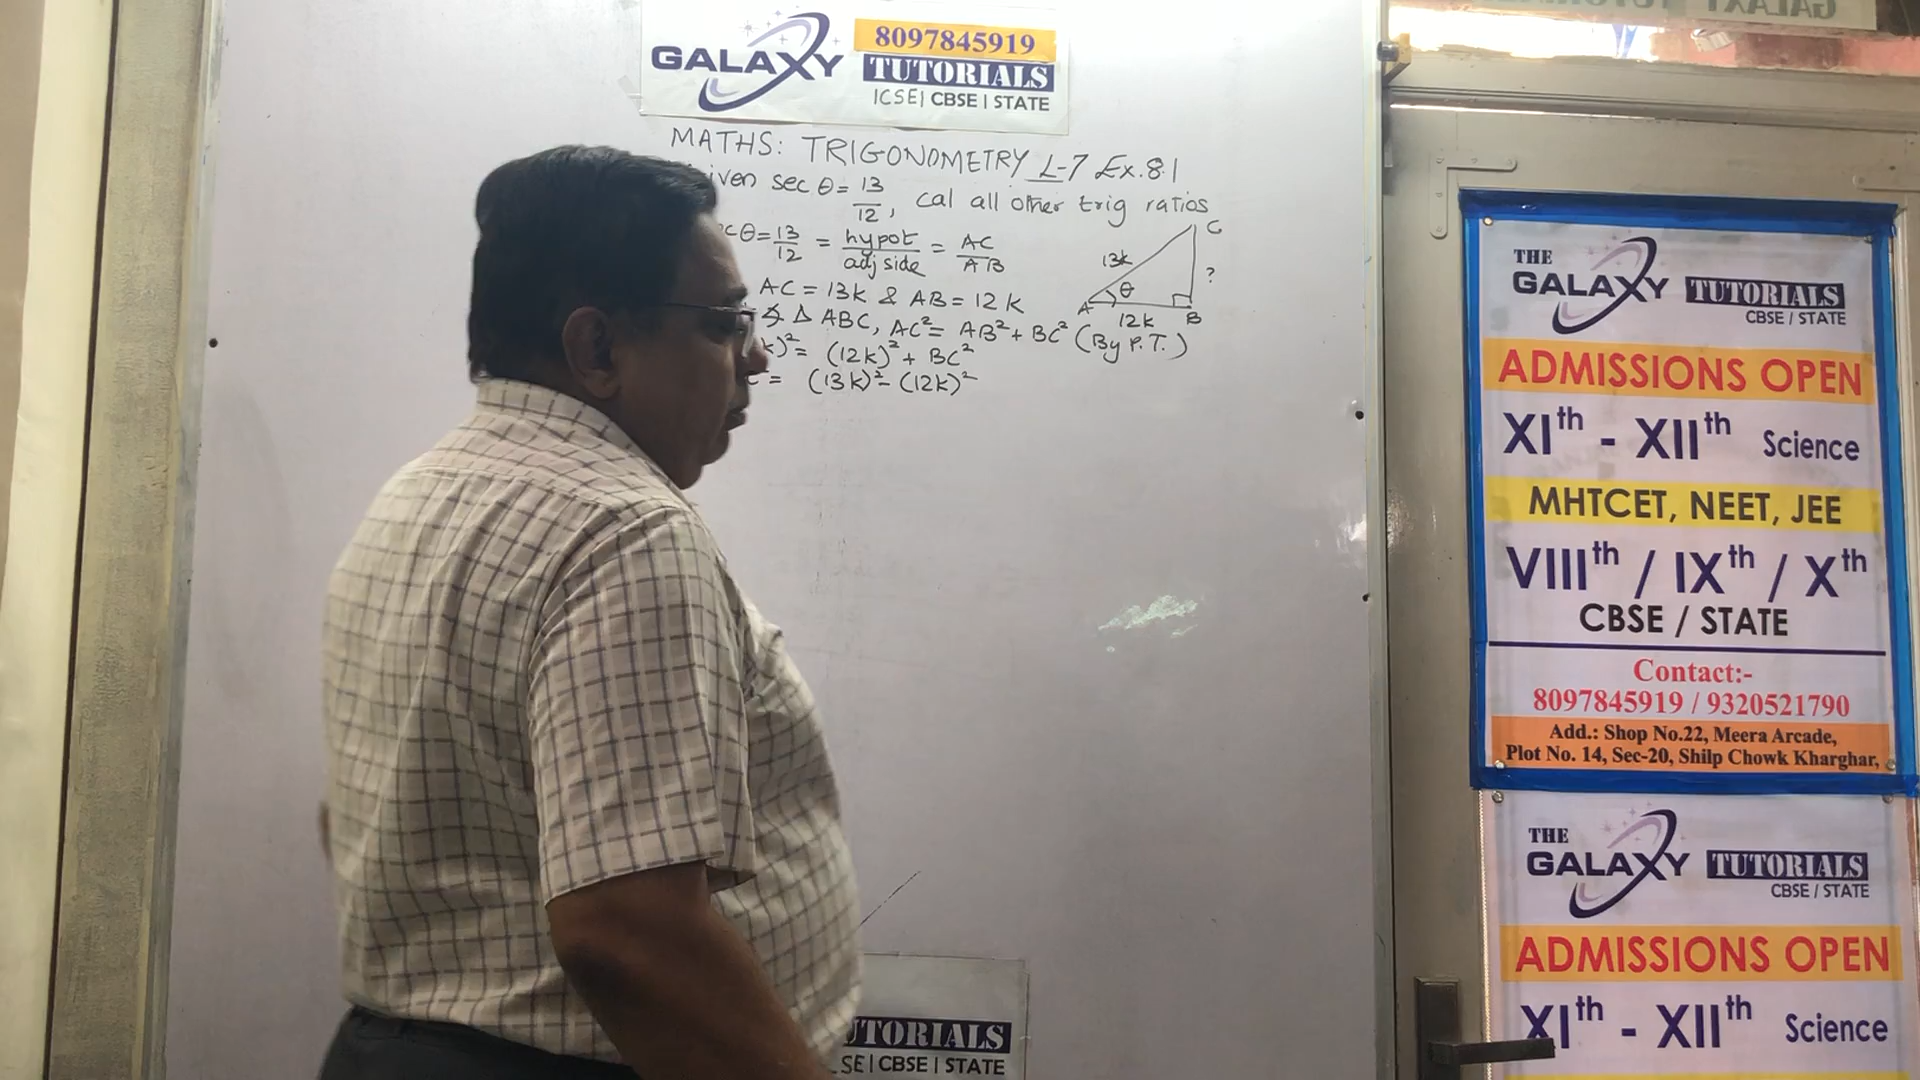 GALAXY
8097845919
TUTORIALS
ICSE | CBSE | STATE
MATHS: TRIGONOMETRY L-7 Ex. 8.1
iven sec θ = 13/12, cal all other trig ratios
c θ = 13/12 = hypot/adj side = AC/AB
AC = 13k & AB = 12k
Δ ABC, AC² = AB² + BC² (By P.T.)
k)² = (12k)² + BC²
= (13k)² - (12k)²
C
13k
?
θ
A
12k
B
UTORIALS
SE | CBSE | STATE
GALAXY
THE
GALAXY TUTORIALS
CBSE / STATE
ADMISSIONS OPEN
XIth - XIIth Science
MHTCET, NEET, JEE
VIIIth / IXth / Xth
CBSE / STATE
Contact:-
8097845919 / 9320521790
Add.: Shop No.22, Meera Arcade,
Plot No. 14, Sec-20, Shilp Chowk Kharghar,
THE
GALAXY TUTORIALS
CBSE / STATE
ADMISSIONS OPEN
XIth - XIIth Science